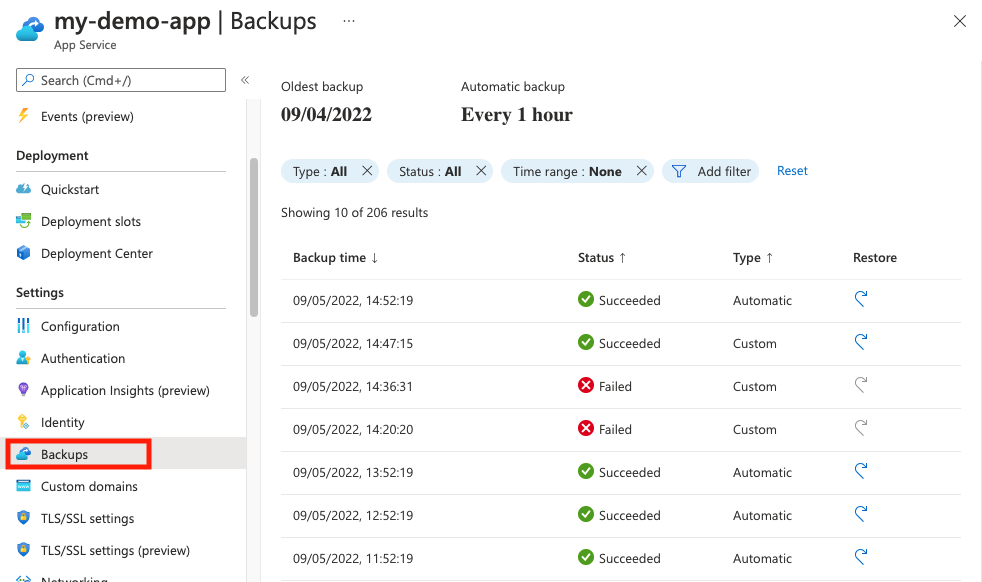 my-demo-app | Backups ...
App Service
Search (Cmd+/)
«
Events (preview)
Deployment
Quickstart
Deployment slots
Deployment Center
Settings
Configuration
Authentication
Application Insights (preview)
Identity
Backups
Custom domains
TLS/SSL settings
TLS/SSL settings (preview)
Networking
Oldest backup
09/04/2022
Automatic backup
Every 1 hour
Type : All
Status : All
Time range : None
Add filter
Reset
Showing 10 of 206 results
Backup time ↓ Status ↑ Type ↑ Restore
09/05/2022, 14:52:19 Succeeded Automatic
09/05/2022, 14:47:15 Succeeded Custom
09/05/2022, 14:36:31 Failed Custom
09/05/2022, 14:20:20 Failed Custom
09/05/2022, 13:52:19 Succeeded Automatic
09/05/2022, 12:52:19 Succeeded Automatic
09/05/2022, 11:52:19 Succeeded Automatic